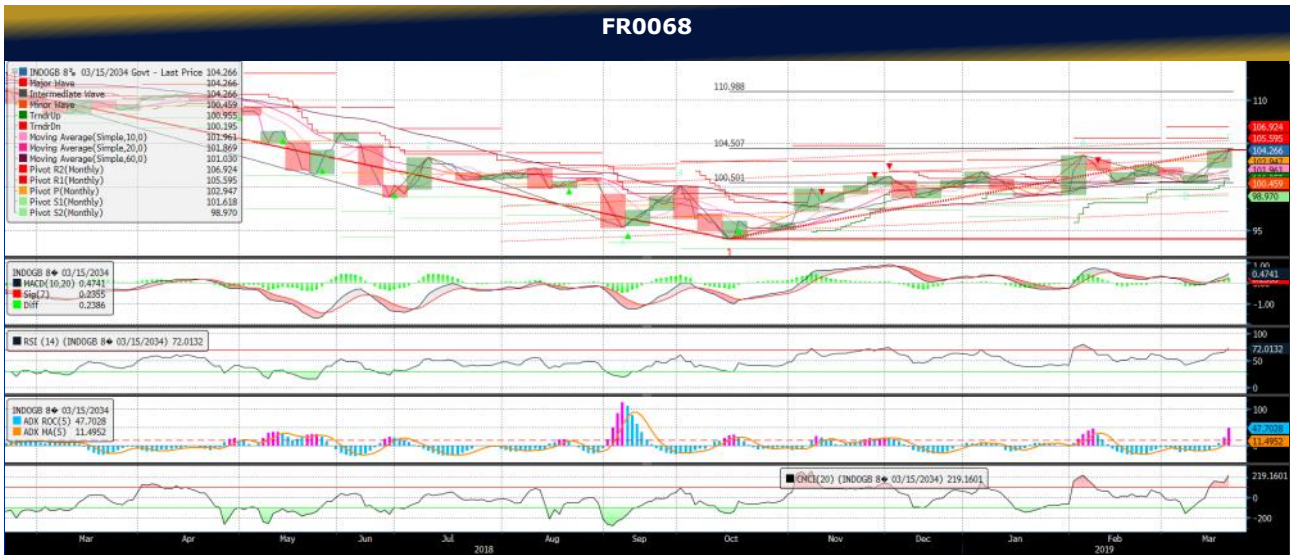 FR0068
INDOGB 8⅜ 03/15/2034 Govt - Last Price 104.266
Major Wave 104.266
Intermediate Wave 104.266
Minor Wave 100.459
TrndrUp 100.955
TrndrDn 100.195
Moving Average(Simple,10,0) 101.961
Moving Average(Simple,20,0) 101.869
Moving Average(Simple,60,0) 101.030
Pivot R2(Monthly) 106.924
Pivot R1(Monthly) 105.595
Pivot P(Monthly) 102.947
Pivot S1(Monthly) 101.618
Pivot S2(Monthly) 98.970
110.988
104.507
100.501
1
110
106.924
105.595
104.266
101.961
100.459
98.970
95
INDOGB 8� 03/15/2034
MACD(10,20) 0.4741
Sig(7) 0.2355
Diff 0.2386
1.00
0.4741
-1.00
RSI (14) (INDOGB 8� 03/15/2034) 72.0132
100
72.0132
50
0
INDOGB 8� 03/15/2034
ADX ROC(5) 47.7028
ADX MA(5) 11.4952
100
47.7028
11.4952
CMCI(20) (INDOGB 8� 03/15/2034) 219.1601
219.1601
0
-200
Mar Apr May Jun Jul Aug Sep Oct Nov Dec Jan Feb Mar
2018 2019